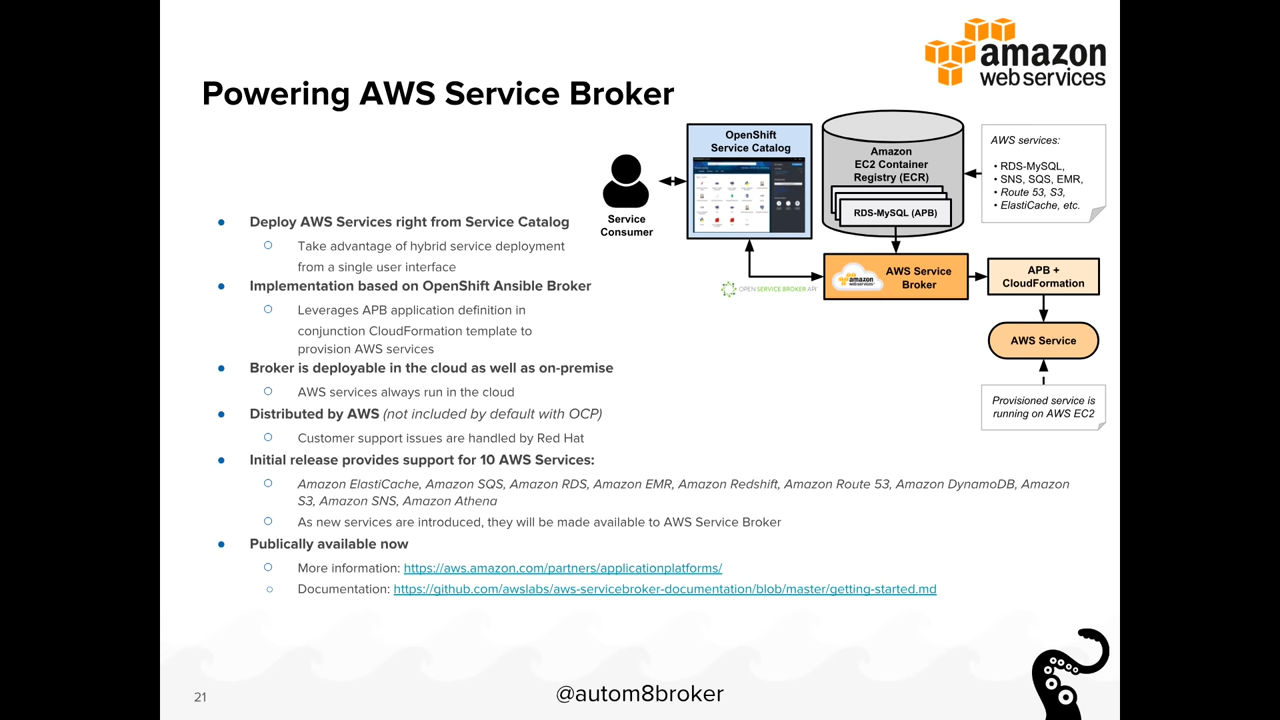 amazon
web services
Powering AWS Service Broker
OpenShift
Service Catalog
Amazon
EC2 Container
Registry (ECR)
RDS-MySQL (APB)
AWS services:
• RDS-MySQL,
• SNS, SQS, EMR,
• Route 53, S3,
• ElastiCache, etc.
Service
Consumer
AWS Service
Broker
amazon
web services
OPEN SERVICE BROKER API
APB +
CloudFormation
AWS Service
Provisioned service is
running on AWS EC2
● Deploy AWS Services right from Service Catalog
○ Take advantage of hybrid service deployment
from a single user interface
● Implementation based on OpenShift Ansible Broker
○ Leverages APB application definition in
conjunction CloudFormation template to
provision AWS services
● Broker is deployable in the cloud as well as on-premise
○ AWS services always run in the cloud
● Distributed by AWS (not included by default with OCP)
○ Customer support issues are handled by Red Hat
● Initial release provides support for 10 AWS Services:
○ Amazon ElastiCache, Amazon SQS, Amazon RDS, Amazon EMR, Amazon Redshift, Amazon Route 53, Amazon DynamoDB, Amazon
S3, Amazon SNS, Amazon Athena
○ As new services are introduced, they will be made available to AWS Service Broker
● Publically available now
○ More information: https://aws.amazon.com/partners/applicationplatforms/
○ Documentation: https://github.com/awslabs/aws-servicebroker-documentation/blob/master/getting-started.md
21
@autom8broker